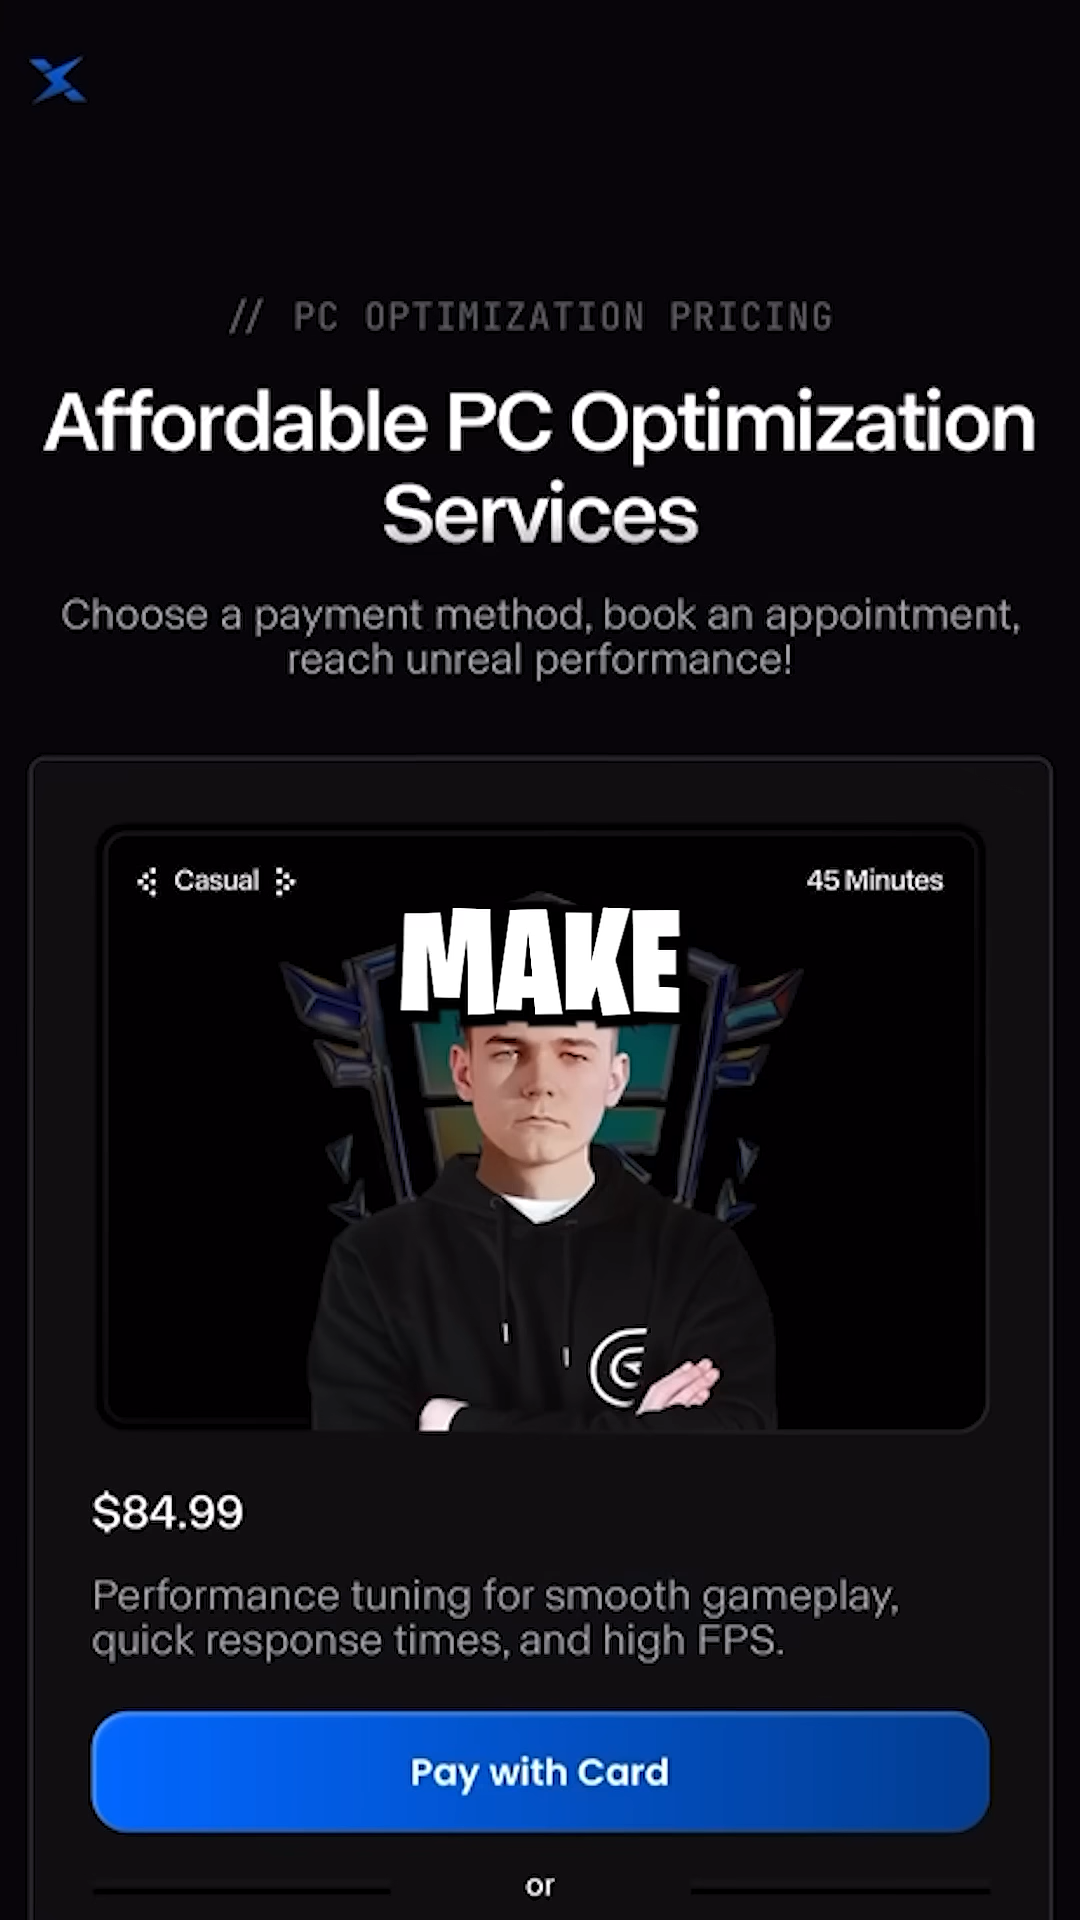 // PC OPTIMIZATION PRICING
Affordable PC Optimization
Services
Choose a payment method, book an appointment,
reach unreal performance!
Casual
45 Minutes
MAKE
$84.99
Performance tuning for smooth gameplay,
quick response times, and high FPS.
Pay with Card
or